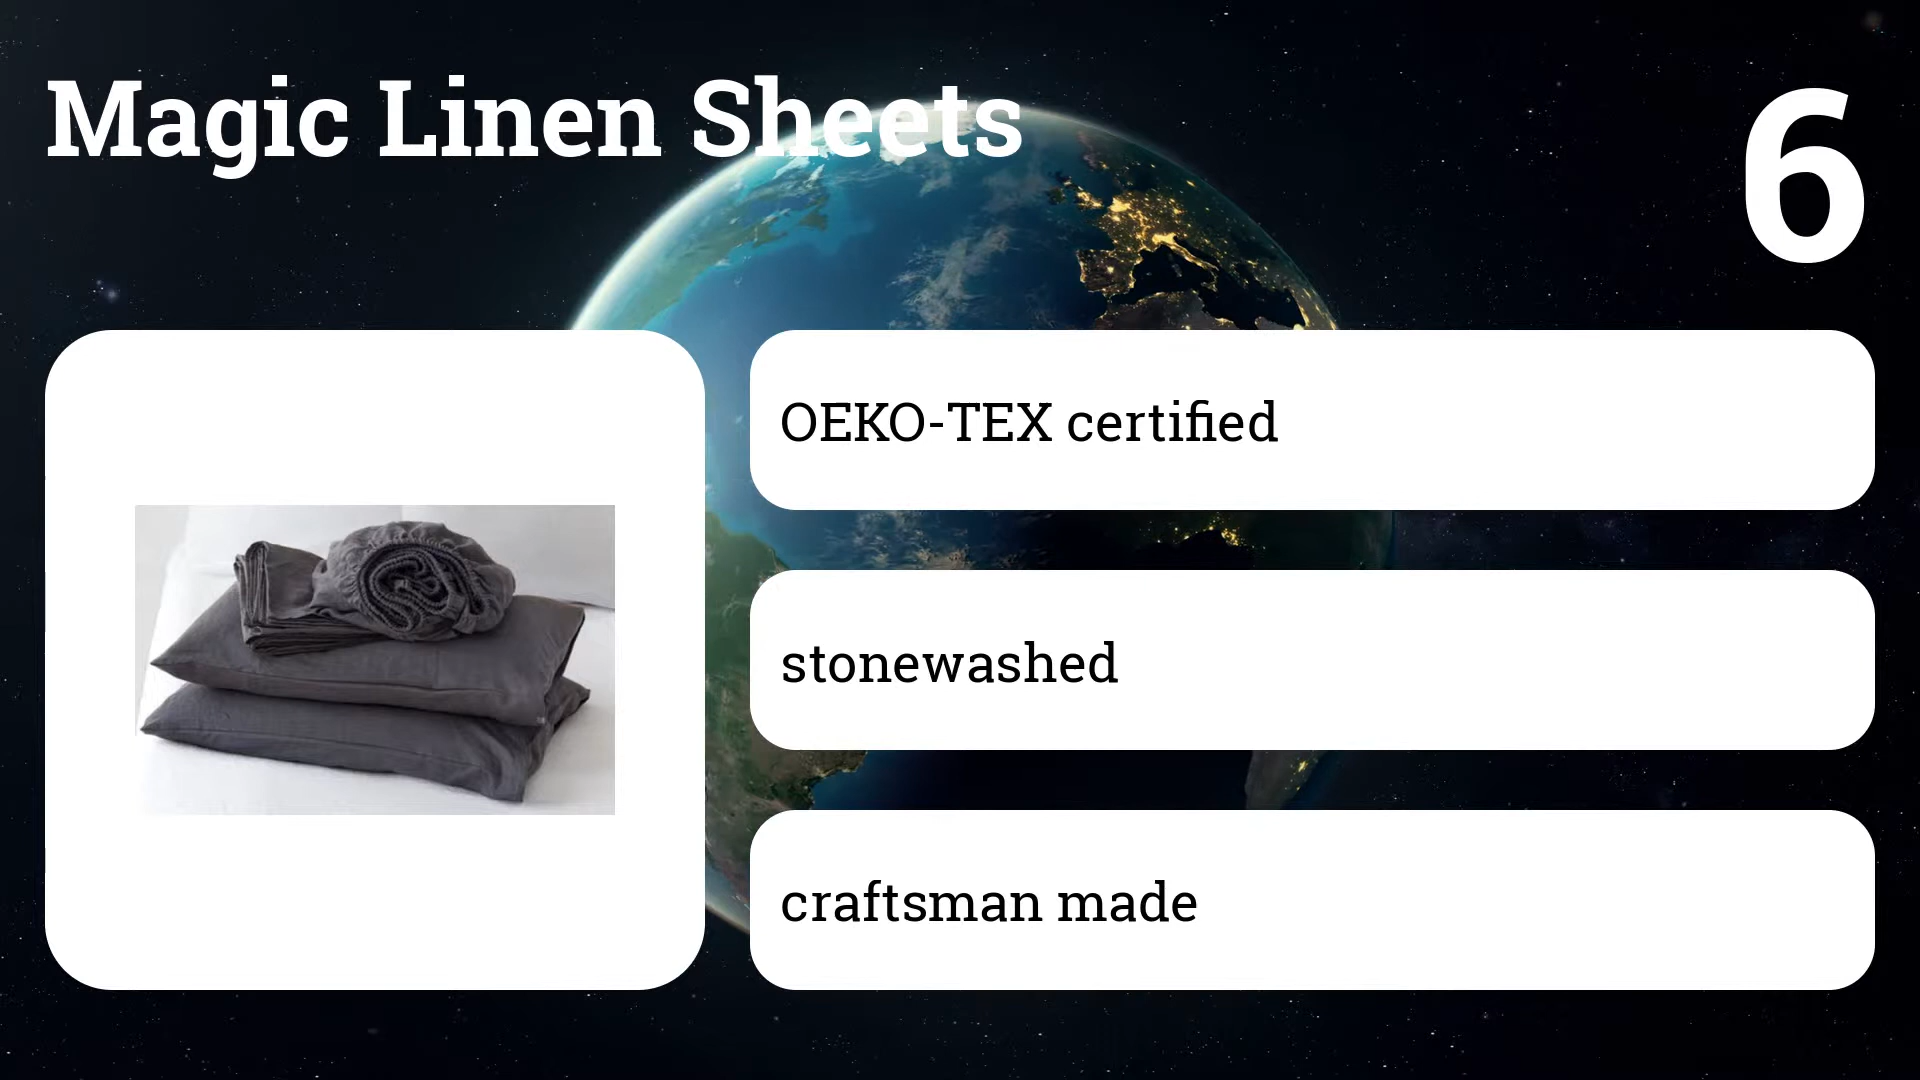 Magic Linen Sheets
6
OEKO-TEX certified
stonewashed
craftsman made